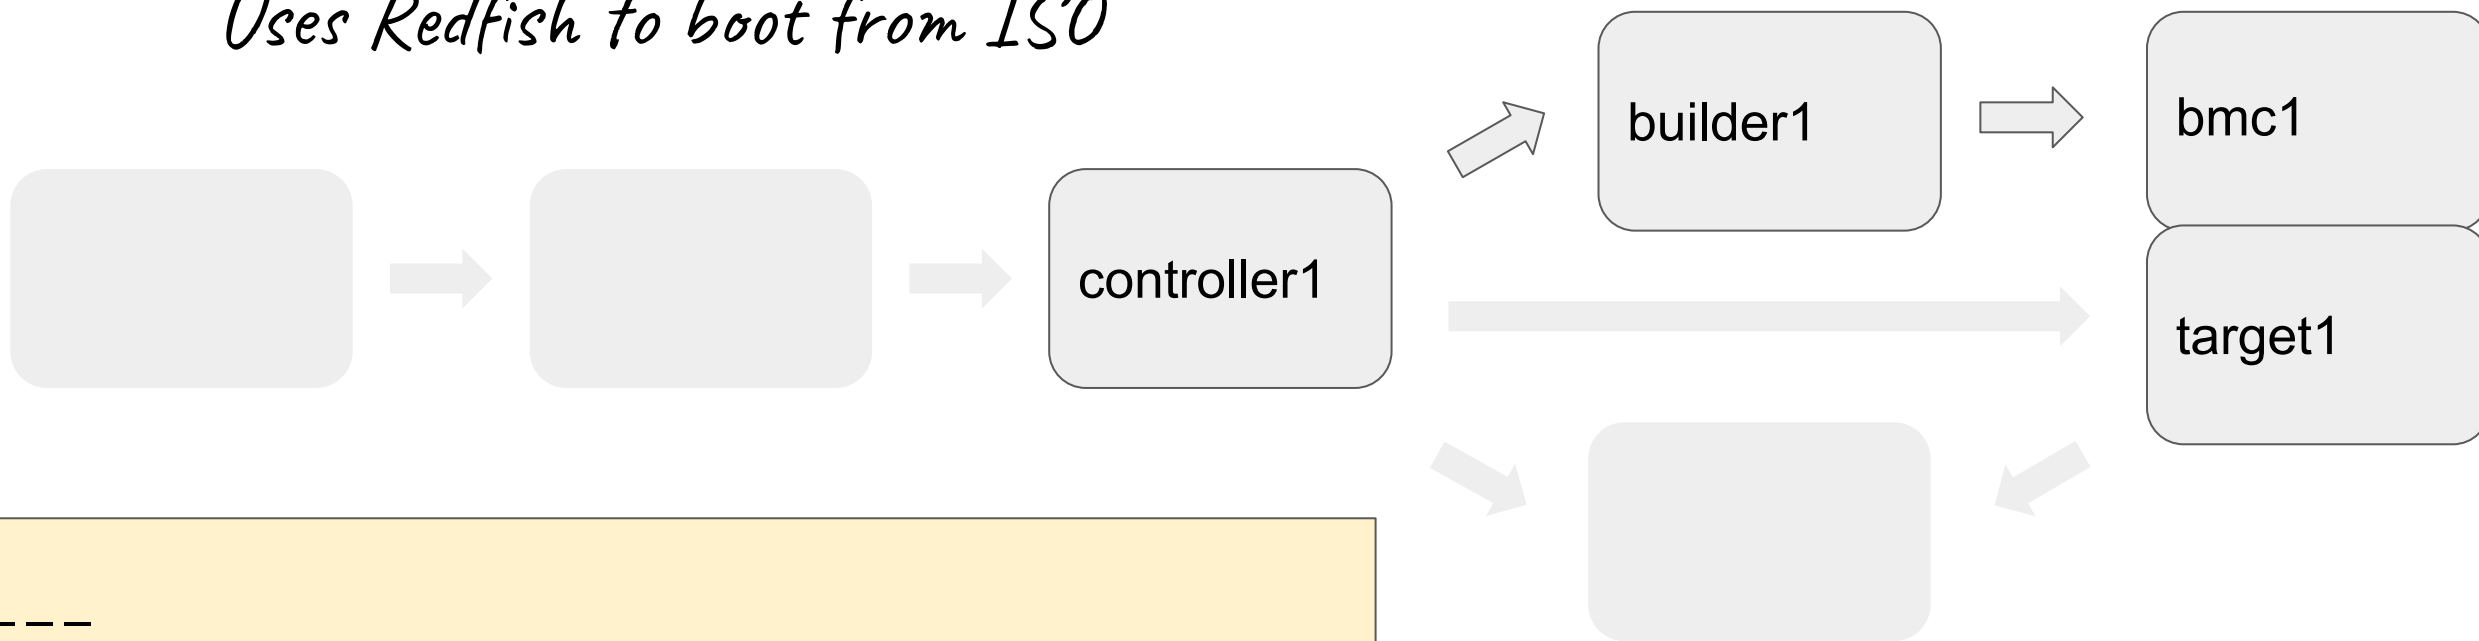 Uses Redfish to boot from ISO
builder1
bmc1
controller1
target1
---